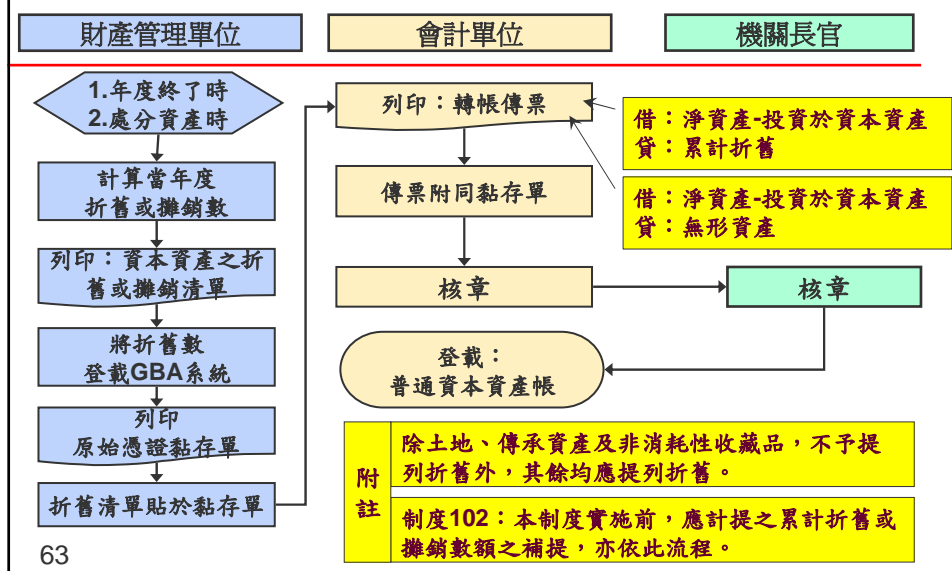 財產管理單位
會計單位
機關長官
1.年度終了時
2.處分資產時
計算當年度
折舊或攤銷數
列印：資本資產之折
舊或攤銷清單
將折舊數
登載GBA系統
列印
原始憑證黏存單
折舊清單貼於黏存單
列印：轉帳傳票
傳票附同黏存單
核章
核章
登載：
普通資本資產帳
借：淨資產-投資於資本資產
貸：累計折舊
借：淨資產-投資於資本資產
貸：無形資產
附註
除土地、傳承資產及非消耗性收藏品，不予提
列折舊外，其餘均應提列折舊。
制度102：本制度實施前，應計提之累計折舊或
攤銷數額之補提，亦依此流程。
63